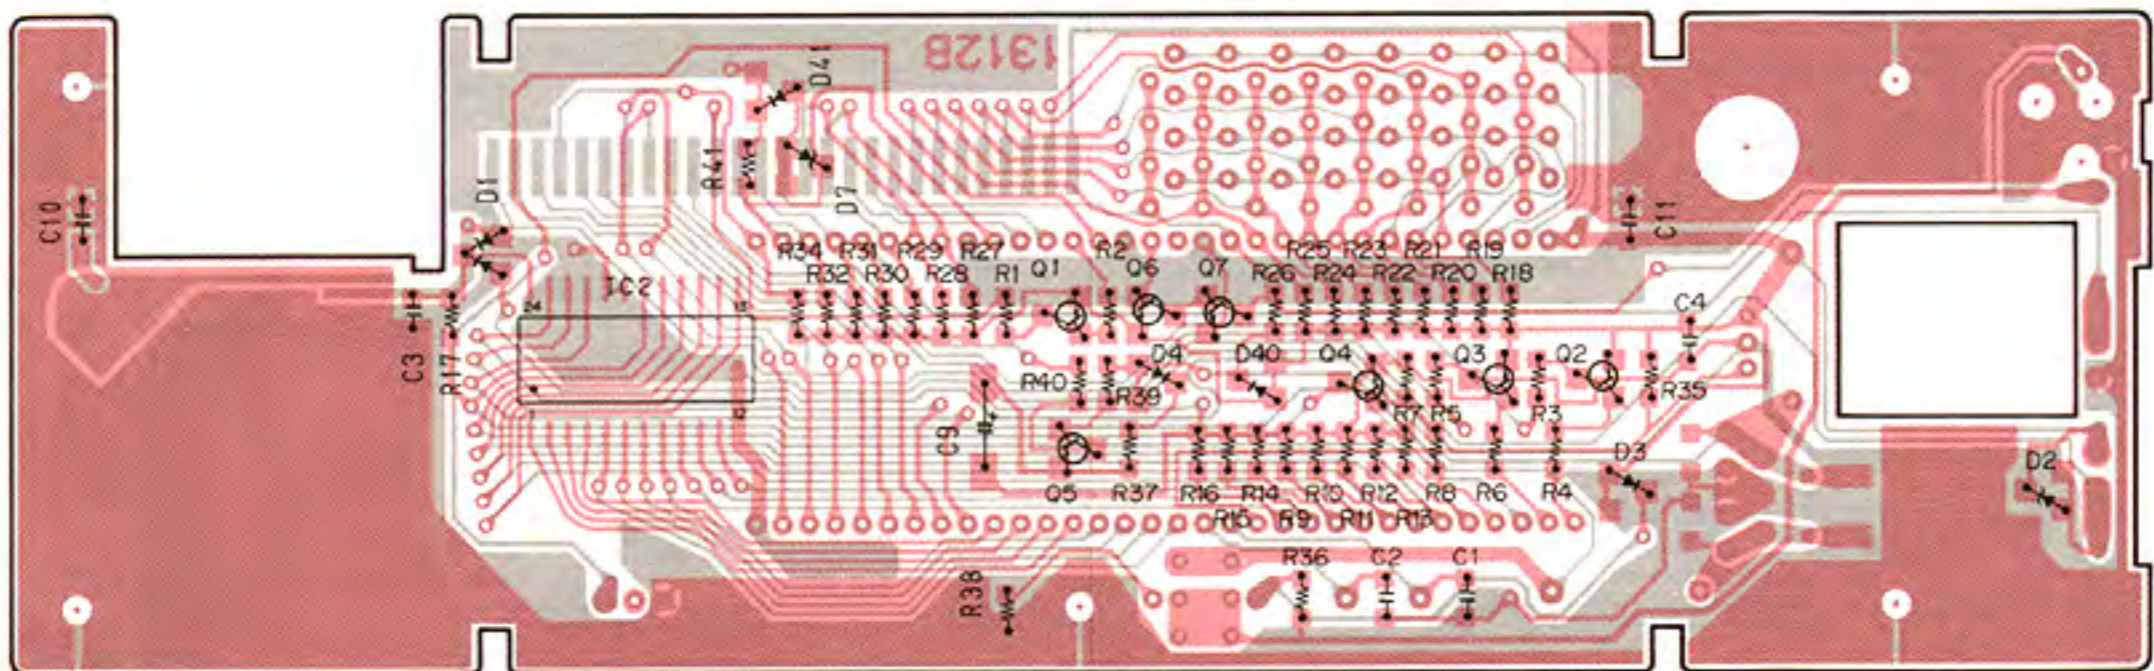 1312B
D41
R41
D7
D1
C10
C11
R34 R31 R29 R27 R2 R25 R23 R21 R19
R32 R30 R28 R1 Q1 Q6 Q7 R26 R24 R22 R20 R18
IC2
24
C4
C3
R17
R40 R39 D4 D40 Q4 Q3 Q2 R35
R7 R5 R3
1
C9
D3
D2
Q5 R37 R16 R14 R10 R12 R8 R6 R4
R15 R9 R11 R13
R38
R36 C2 C1